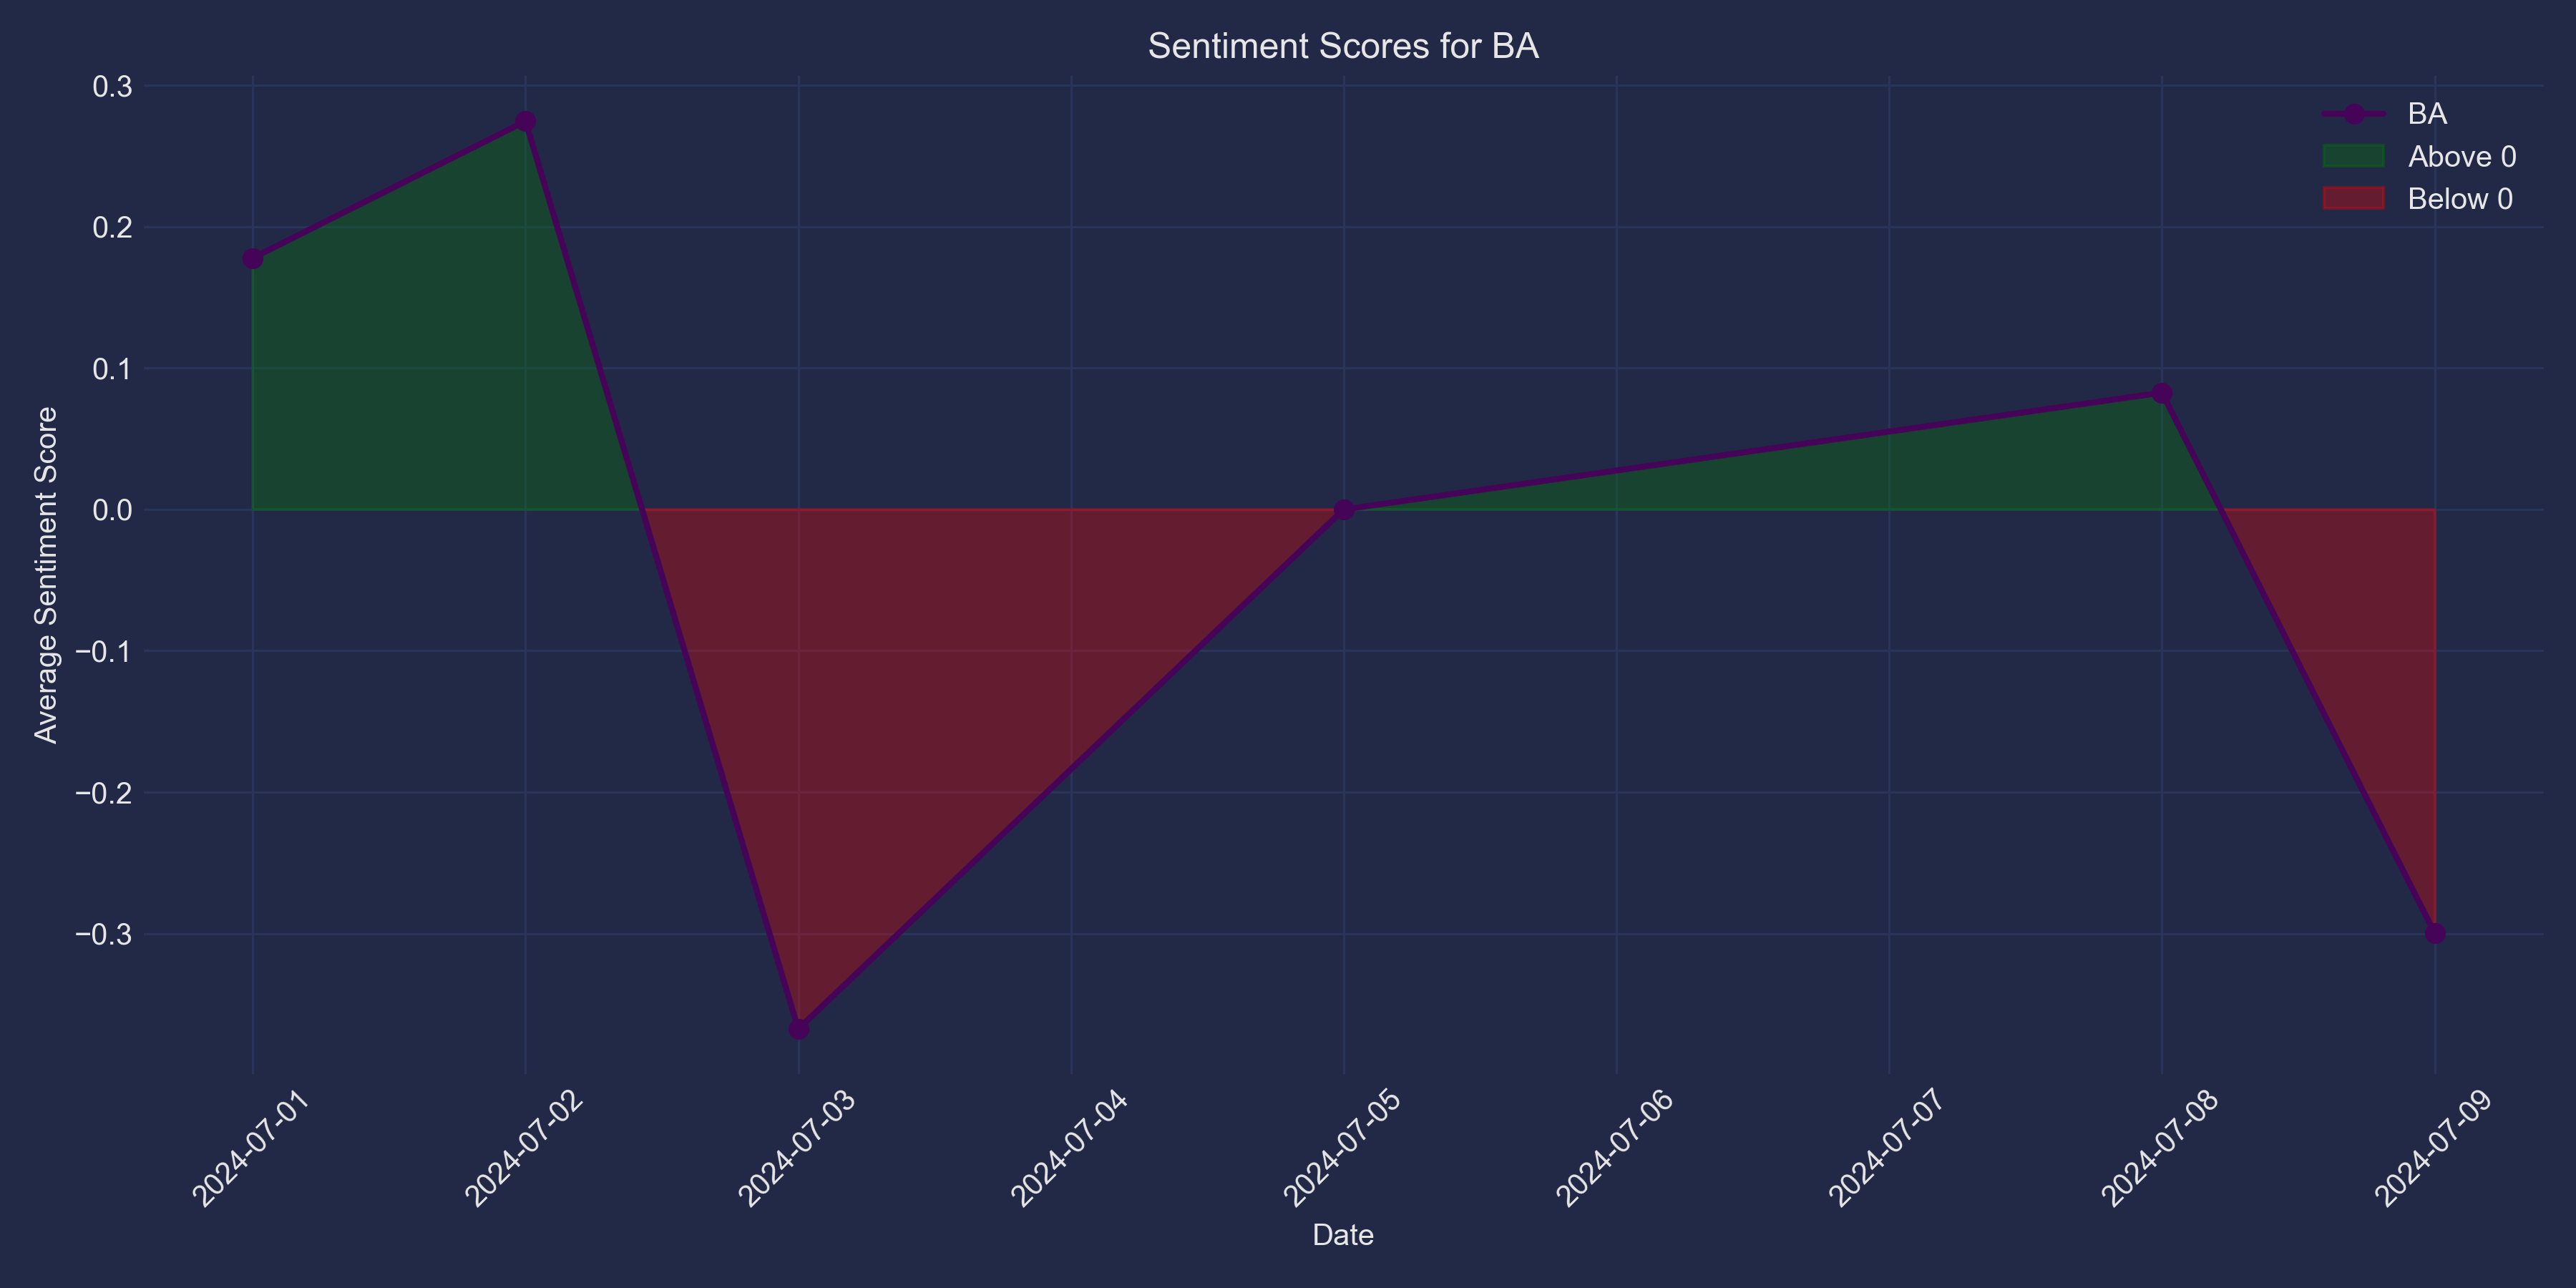 Sentiment Scores for BA
BA
Above 0
Below 0
Average Sentiment Score
0.3
0.2
0.1
0.0
−0.1
−0.2
−0.3
2024-07-01
2024-07-02
2024-07-03
2024-07-04
2024-07-05
2024-07-06
2024-07-07
2024-07-08
2024-07-09
Date